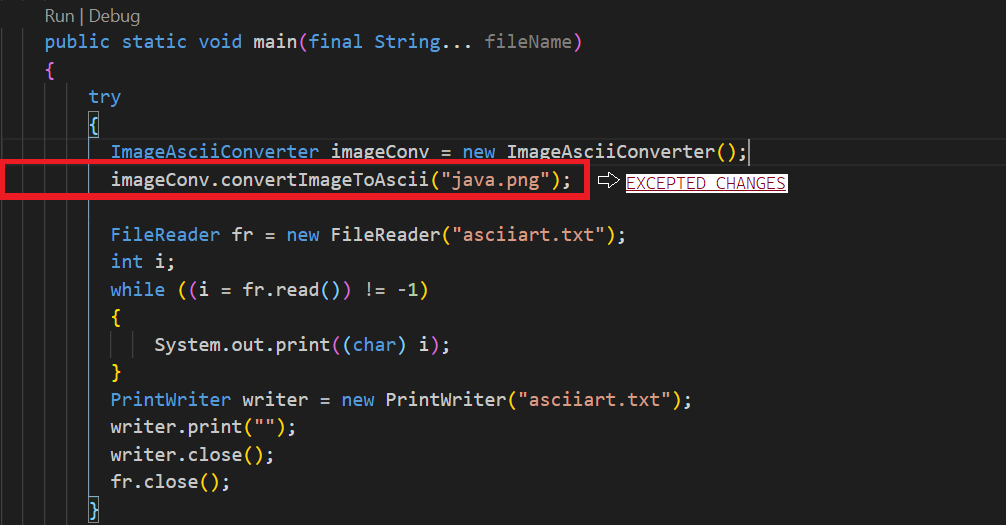 Run | Debug
public static void main(final String... fileName)
{
try
{
ImageAsciiConverter imageConv = new ImageAsciiConverter();
imageConv.convertImageToAscii("java.png"); EXCEPTED CHANGES
FileReader fr = new FileReader("asciiart.txt");
int i;
while ((i = fr.read()) != -1)
{
System.out.print((char) i);
}
PrintWriter writer = new PrintWriter("asciiart.txt");
writer.print("");
writer.close();
fr.close();
}